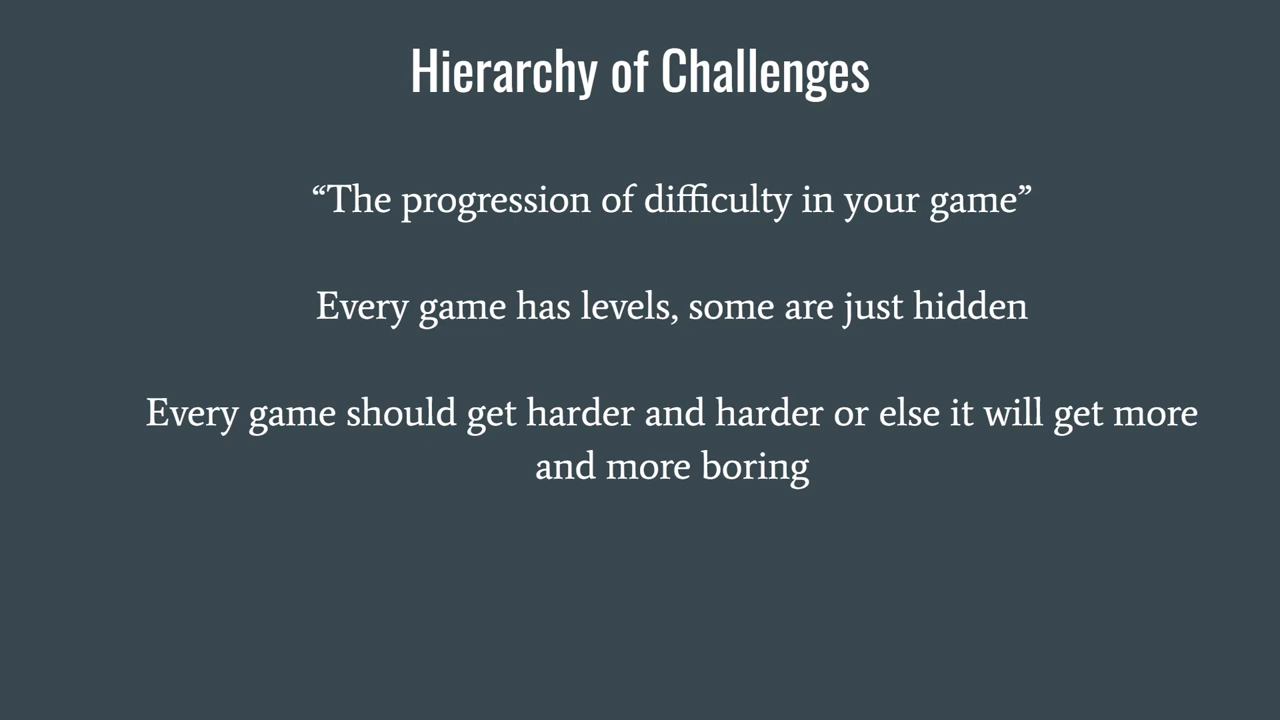 Hierarchy of Challenges
“The progression of difficulty in your game”
Every game has levels, some are just hidden
Every game should get harder and harder or else it will get more
and more boring